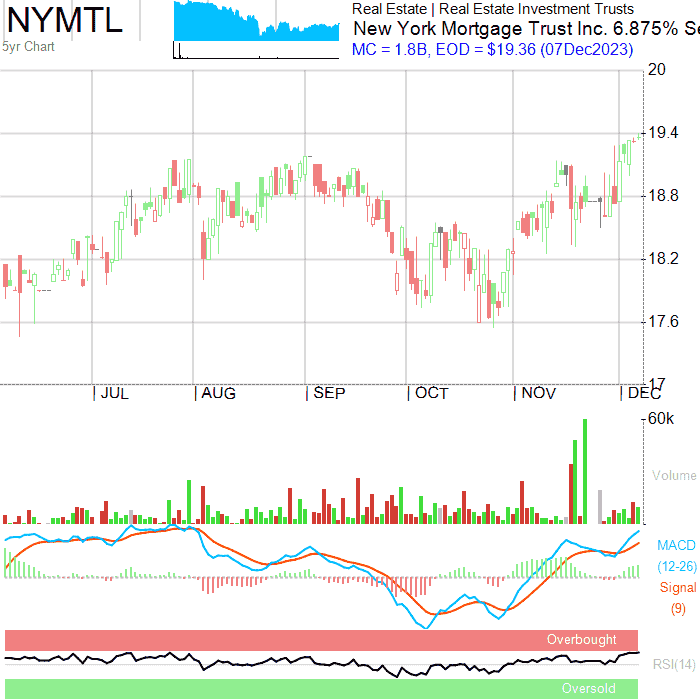 NYMTL
5yr Chart
Real Estate | Real Estate Investment Trusts
New York Mortgage Trust Inc. 6.875% Se
MC = 1.8B, EOD = $19.36 (07Dec2023)
20
19.4
18.8
18.2
17.6
17
JUL AUG SEP OCT NOV DEC
60k
Volume
MACD
(12-26)
Signal
(9)
Overbought
RSI(14)
Oversold